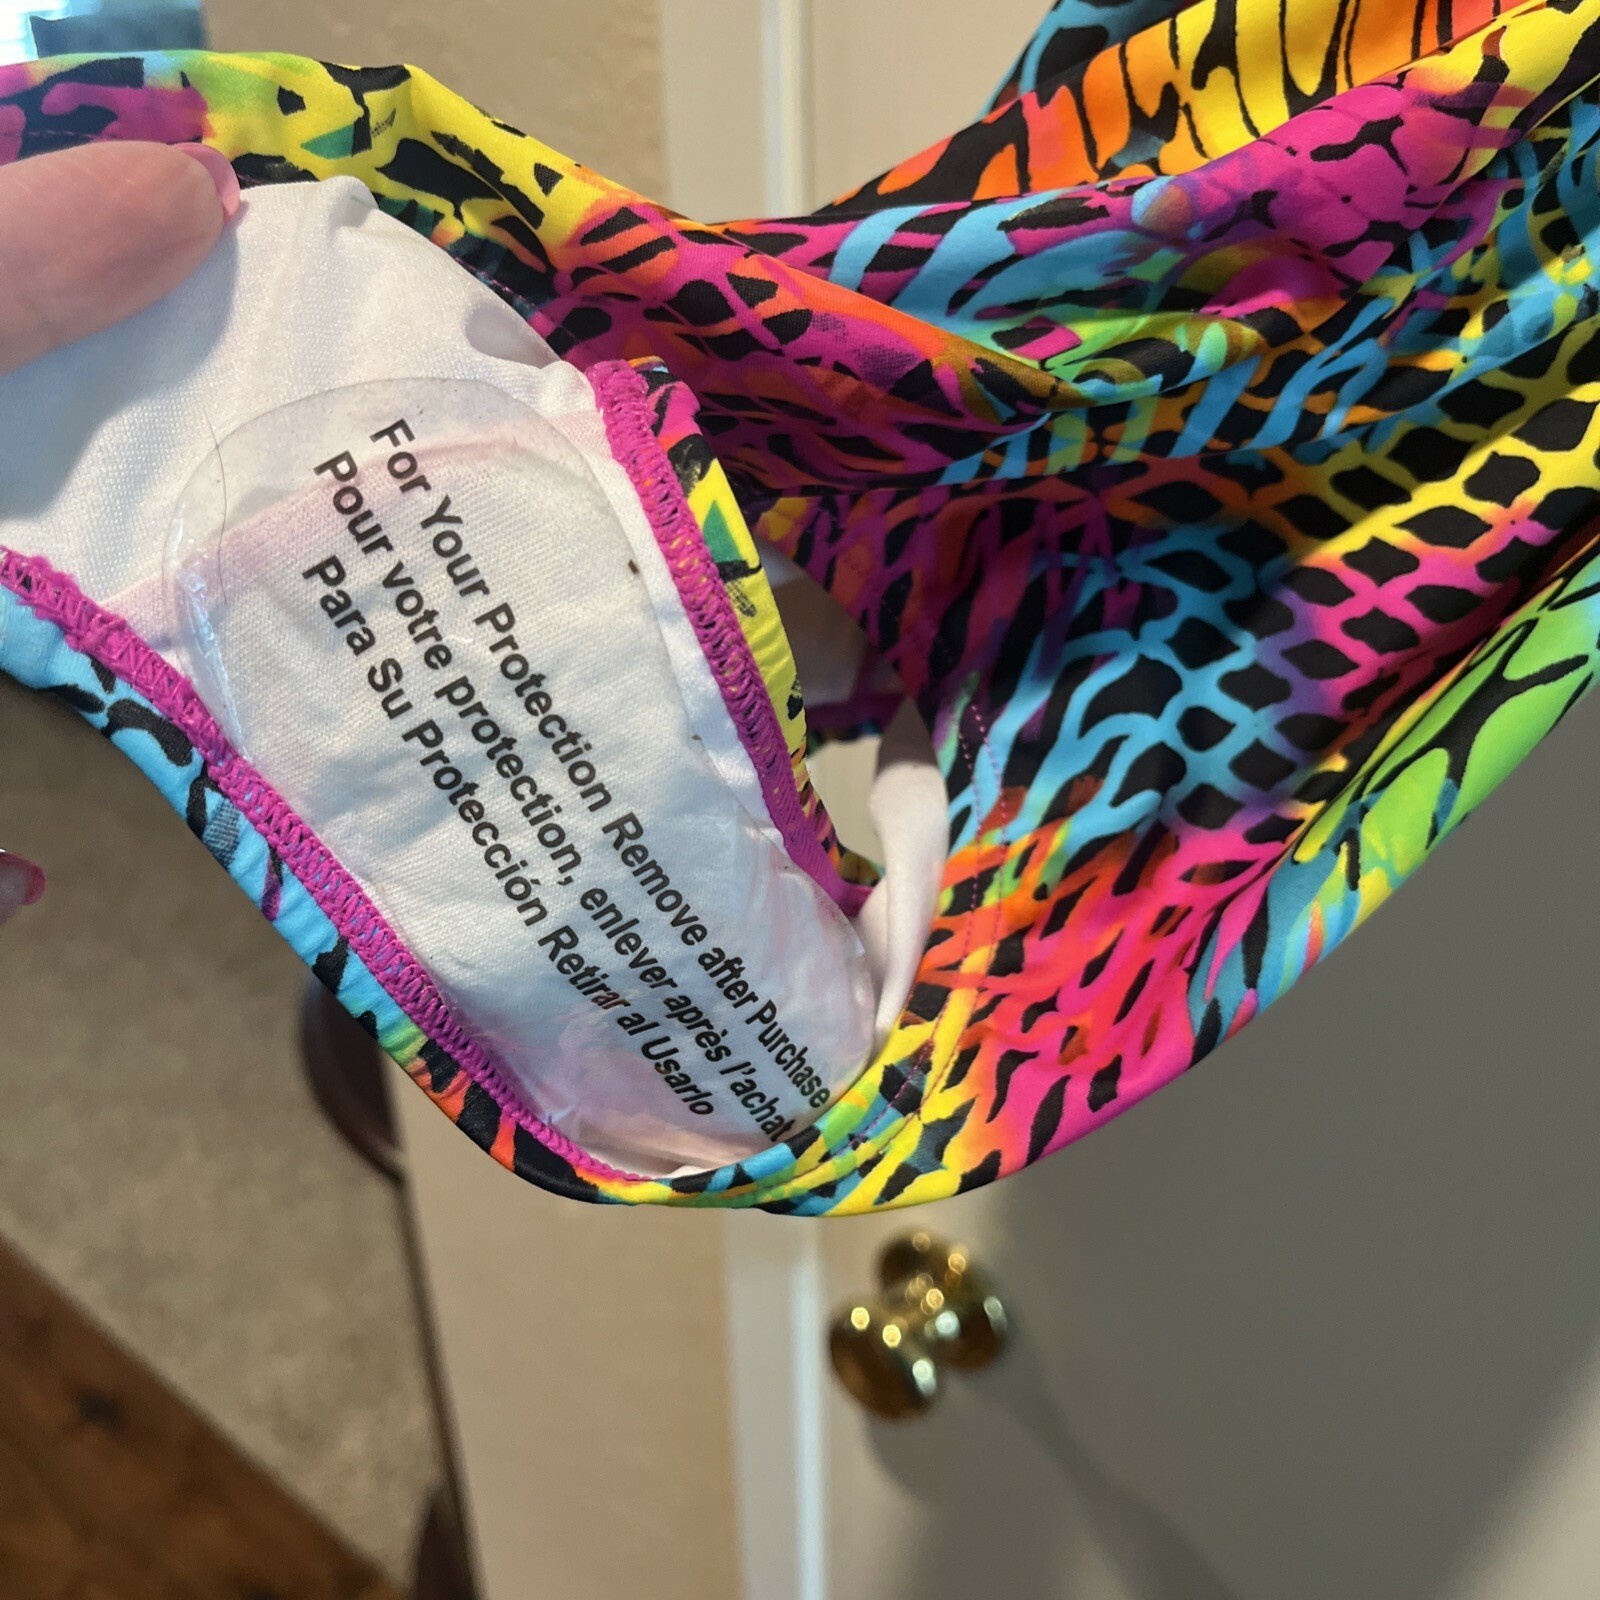 For Your Protection Remove after Purchase
Pour votre protection, enlever après l'achat
Para Su Protección Retirar al Usarlo